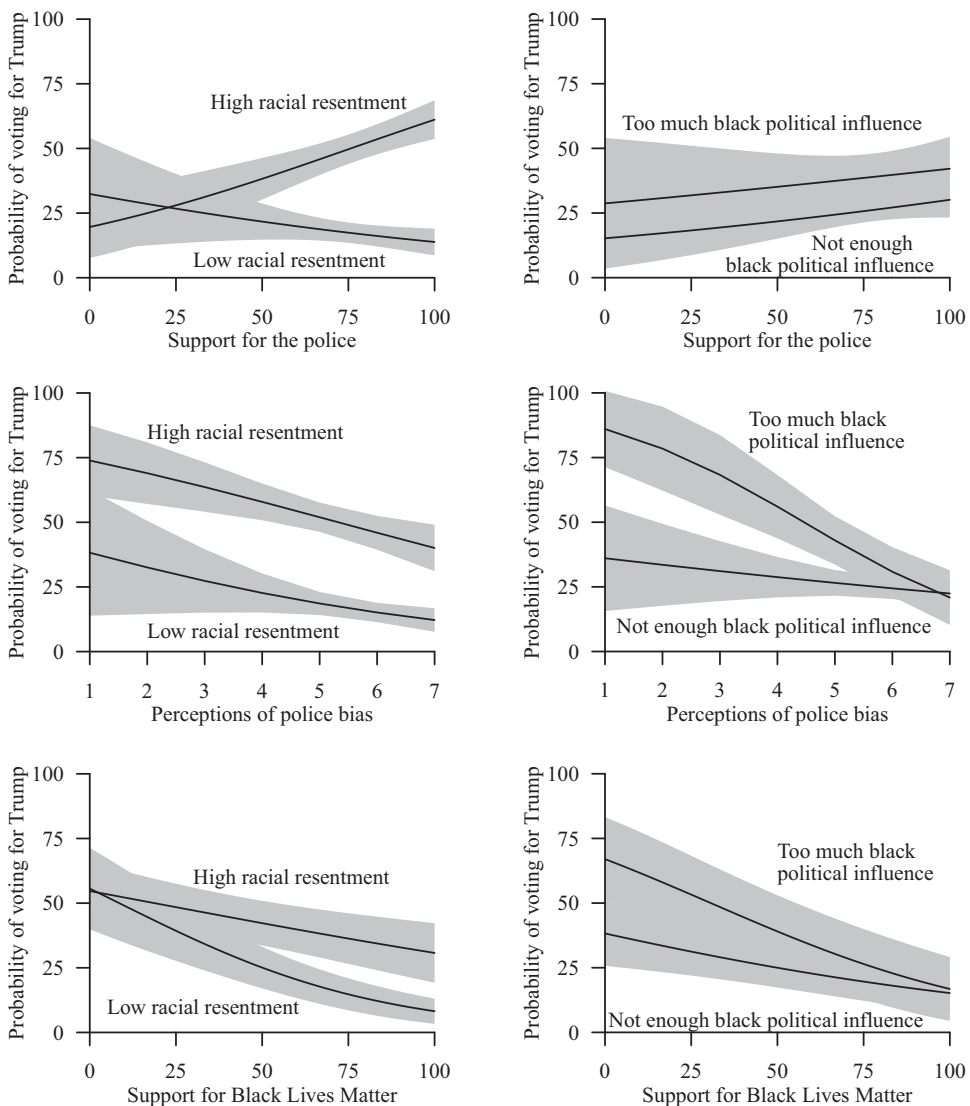 Probability of voting for Trump
100
75
50
25
0
High racial resentment
Low racial resentment
0 25 50 75 100
Support for the police
Probability of voting for Trump
100
75
50
25
0
Too much black political influence
Not enough
black political influence
0 25 50 75 100
Support for the police
Probability of voting for Trump
100
75
50
25
0
High racial resentment
Low racial resentment
1 2 3 4 5 6 7
Perceptions of police bias
Probability of voting for Trump
100
75
50
25
0
Too much black
political influence
Not enough black political influence
1 2 3 4 5 6 7
Perceptions of police bias
Probability of voting for Trump
100
75
50
25
0
High racial resentment
Low racial resentment
0 25 50 75 100
Support for Black Lives Matter
Probability of voting for Trump
100
75
50
25
0
Too much black
political influence
Not enough black political influence
0 25 50 75 100
Support for Black Lives Matter